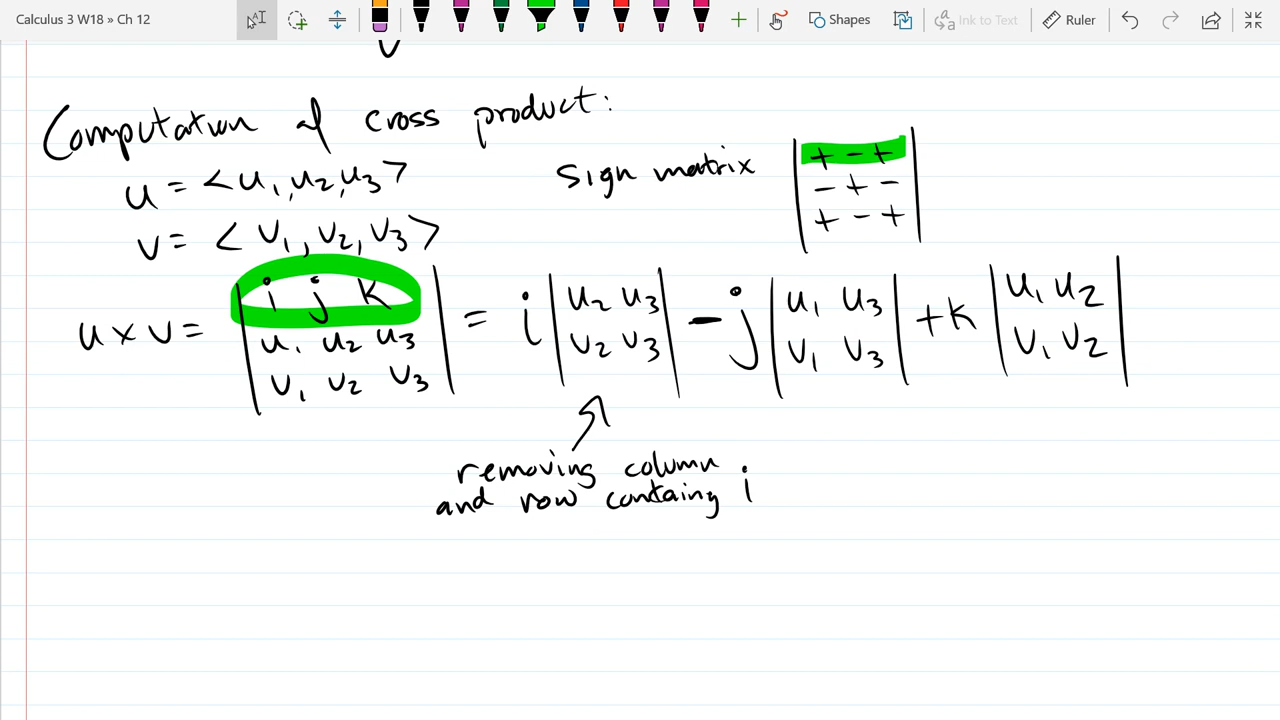 Calculus 3 W18 » Ch 12
Shapes
Ink to Text
Ruler
v
Computation of cross product:
u = <u₁,u₂,u₃>
sign matrix | + - + |
| - + - |
| + - + |
v = < v₁, v₂, v₃ >
u × v = | i j k | = i | u₂ u₃ | - j | u₁ u₃ | + k | u₁ u₂ |
| u₁ u₂ u₃ | | v₂ v₃ | | v₁ v₃ | | v₁ v₂ |
| v₁ v₂ v₃ |
removing column
and row containg i